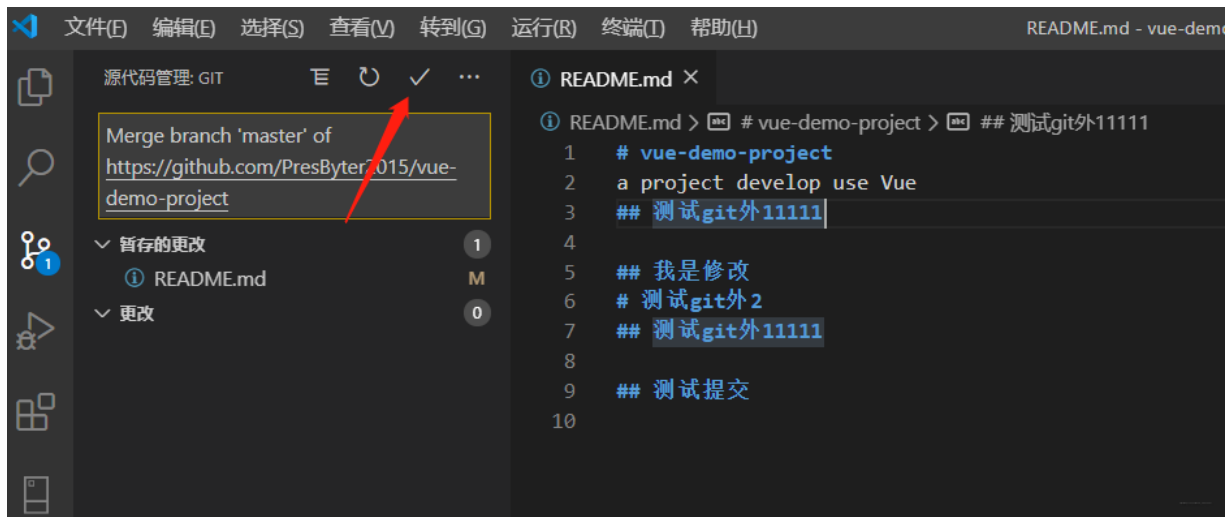 文件(F) 编辑(E) 选择(S) 查看(V) 转到(G) 运行(R) 终端(T) 帮助(H) README.md - vue-demo
源代码管理: GIT
Merge branch 'master' of
https://github.com/PresByter2015/vue-
demo-project
暂存的更改 1
README.md M
更改 0
1
README.md ×
README.md > # vue-demo-project > ## 测试git外11111
1 # vue-demo-project
2 a project develop use Vue
3 ## 测试git外11111
4
5 ## 我是修改
6 # 测试git外2
7 ## 测试git外11111
8
9 ## 测试提交
10